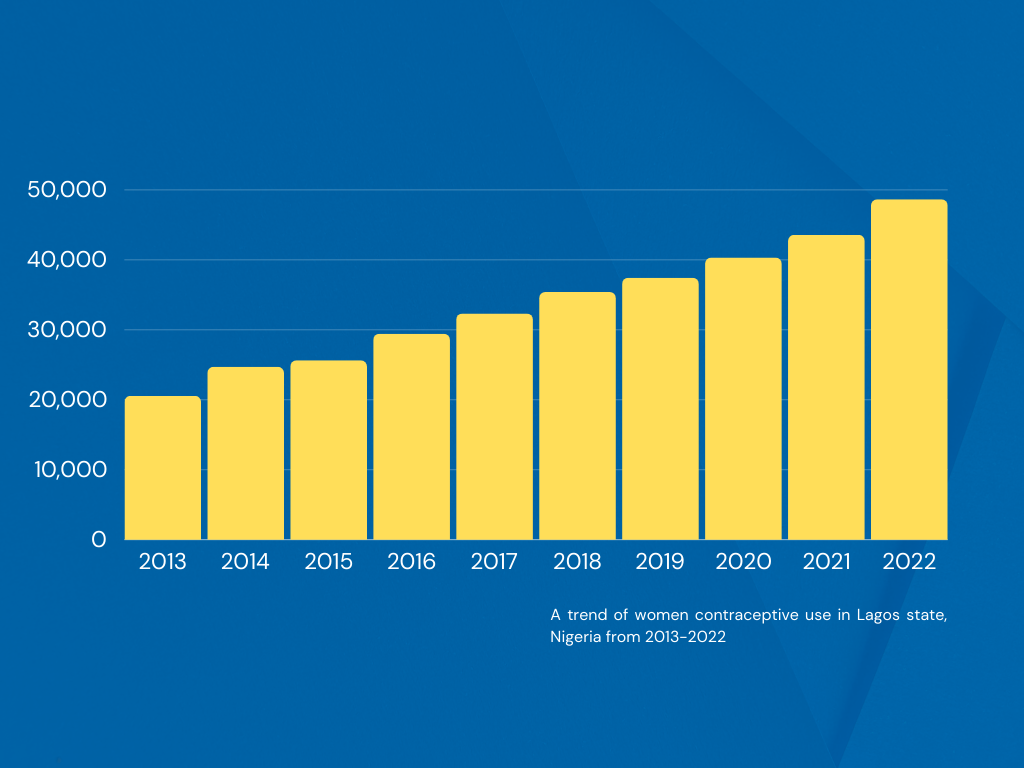 50,000
40,000
30,000
20,000
10,000
0
2013 2014 2015 2016 2017 2018 2019 2020 2021 2022
A trend of women contraceptive use in Lagos state,
Nigeria from 2013-2022